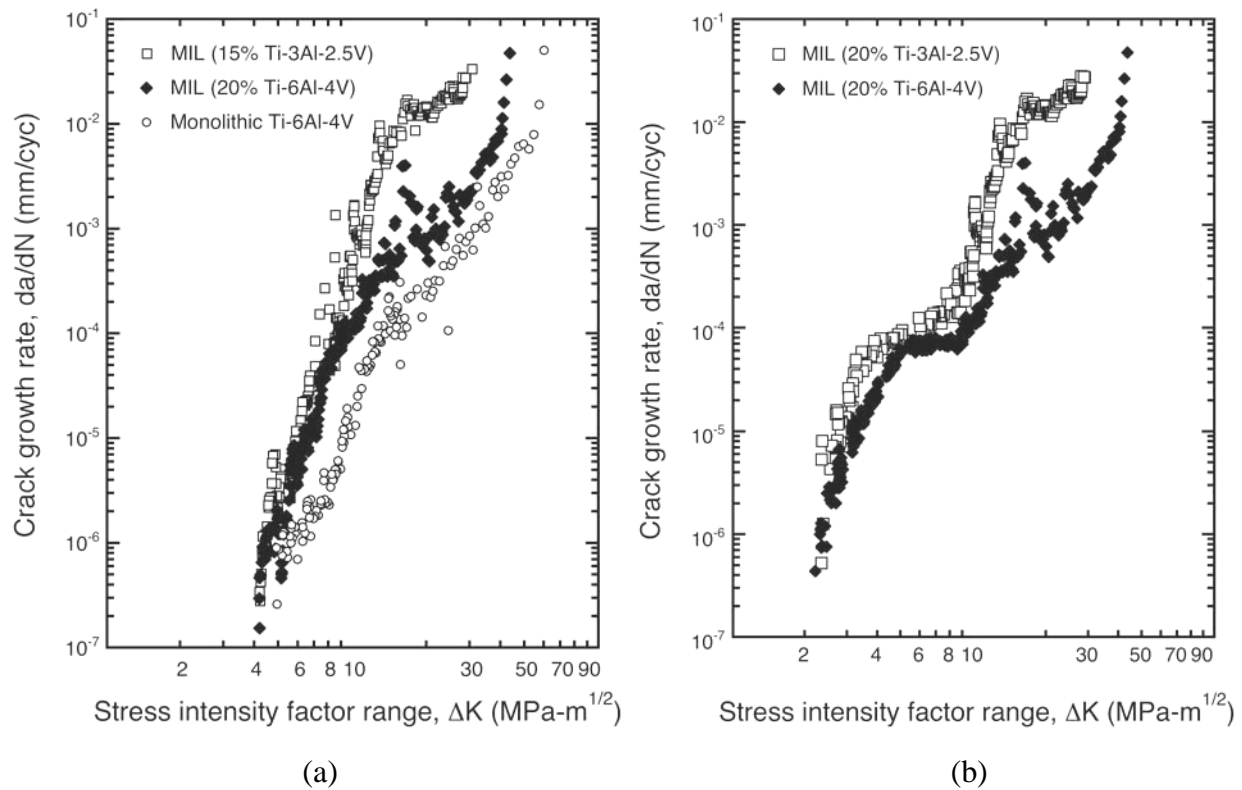 10⁻¹
10⁻²
10⁻³
10⁻⁴
10⁻⁵
10⁻⁶
10⁻⁷
Crack growth rate, da/dN (mm/cyc)
MIL (15% Ti-3Al-2.5V)
MIL (20% Ti-6Al-4V)
Monolithic Ti-6Al-4V
2 4 6 8 10 30 50 70 90
Stress intensity factor range, ΔK (MPa-m¹/²)
(a)
10⁻¹
10⁻²
10⁻³
10⁻⁴
10⁻⁵
10⁻⁶
10⁻⁷
Crack growth rate, da/dN (mm/cyc)
MIL (20% Ti-3Al-2.5V)
MIL (20% Ti-6Al-4V)
2 4 6 8 10 30 50 70 90
Stress intensity factor range, ΔK (MPa-m¹/²)
(b)